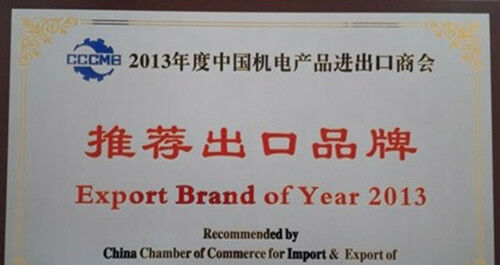 CCCMB 2013年度中国机电产品进出口商会
推荐出口品牌
Export Brand of Year 2013
Recommended by
China Chamber of Commerce for Import & Export of